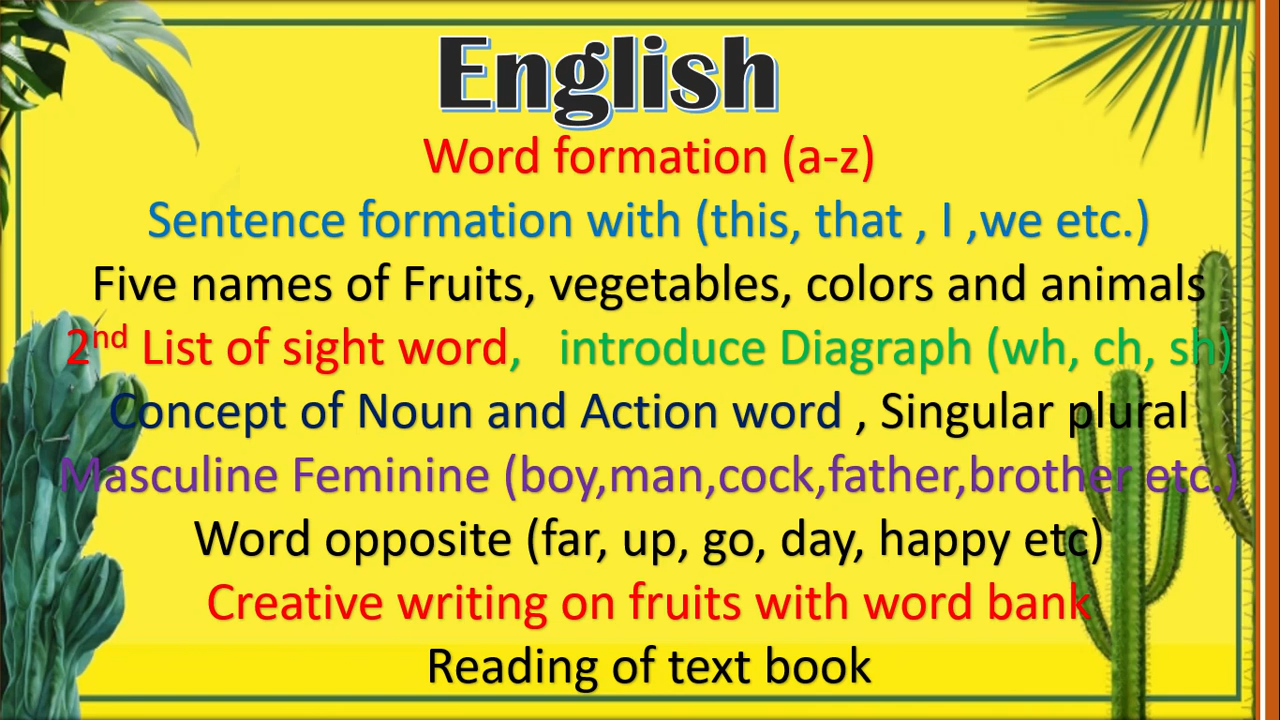 English
Word formation (a-z)
Sentence formation with (this, that , I ,we etc.)
Five names of Fruits, vegetables, colors and animals
2nd List of sight word, introduce Diagraph (wh, ch, sh)
Concept of Noun and Action word , Singular plural
Masculine Feminine (boy,man,cock,father,brother etc.)
Word opposite (far, up, go, day, happy etc)
Creative writing on fruits with word bank
Reading of text book